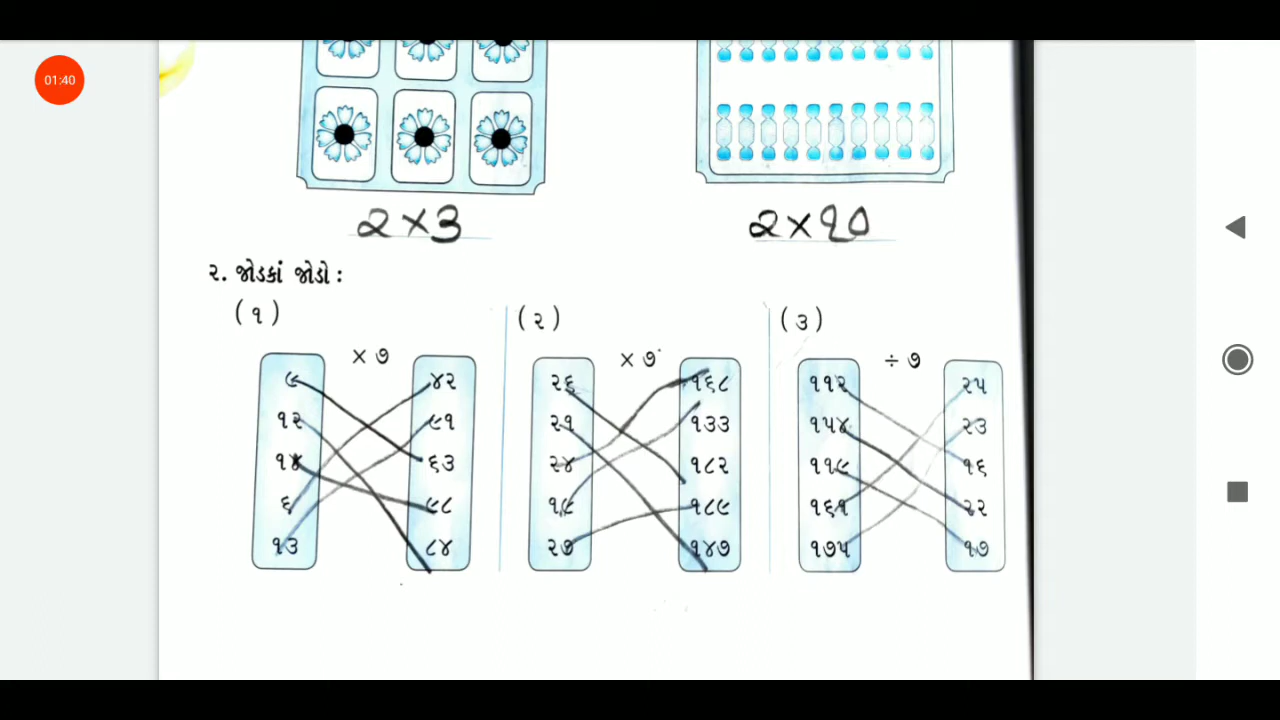 01:40
૨×૩ ૨×૧૦
૨. જોડકાં જોડો :
(૧) (૨) (૩)
× ૭ × ૭ ÷ ૭
૯ ૪૨ ૨૬ ૧૬૮ ૧૧૨ ૨૫
૧૨ ૯૧ ૨૧ ૧૩૩ ૧૫૪ ૨૩
૧૪ ૬૩ ૨૪ ૧૮૨ ૧૧૯ ૧૬
૬ ૯૮ ૧૯ ૧૮૯ ૧૬૧ ૨૨
૧૩ ૮૪ ૨૭ ૧૪૭ ૧૭૫ ૧૭